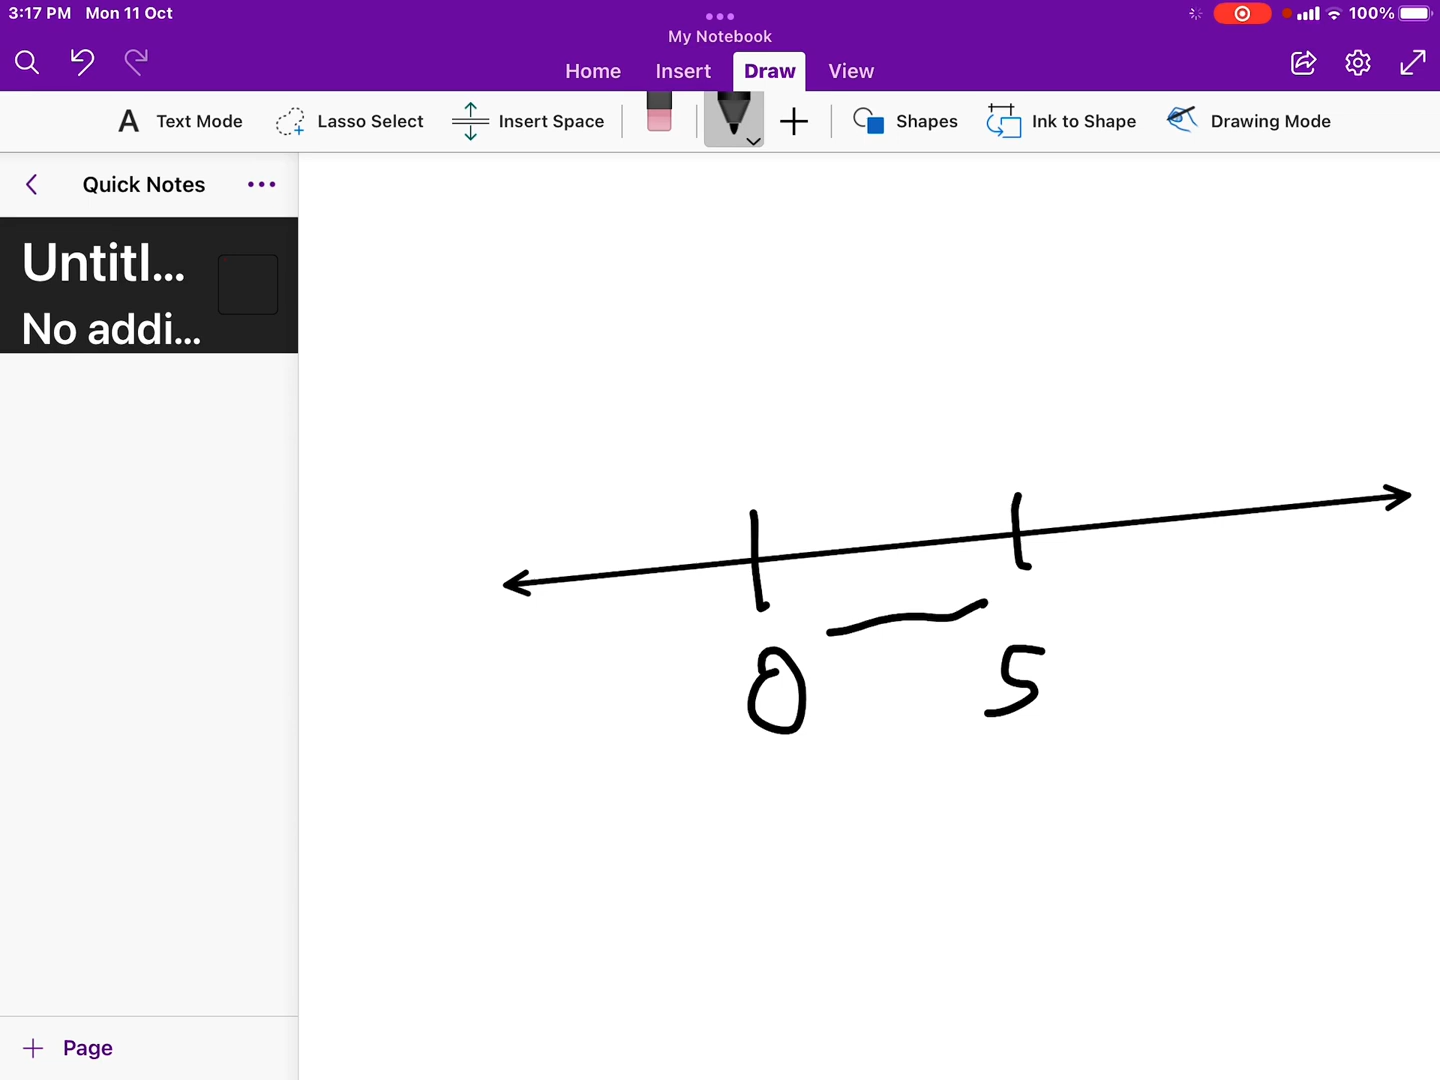 3:17 PM Mon 11 Oct 100%
My Notebook
Home Insert Draw View
A Text Mode Lasso Select Insert Space Shapes Ink to Shape Drawing Mode
Quick Notes
Untitl...
No addi...
0 5
+ Page